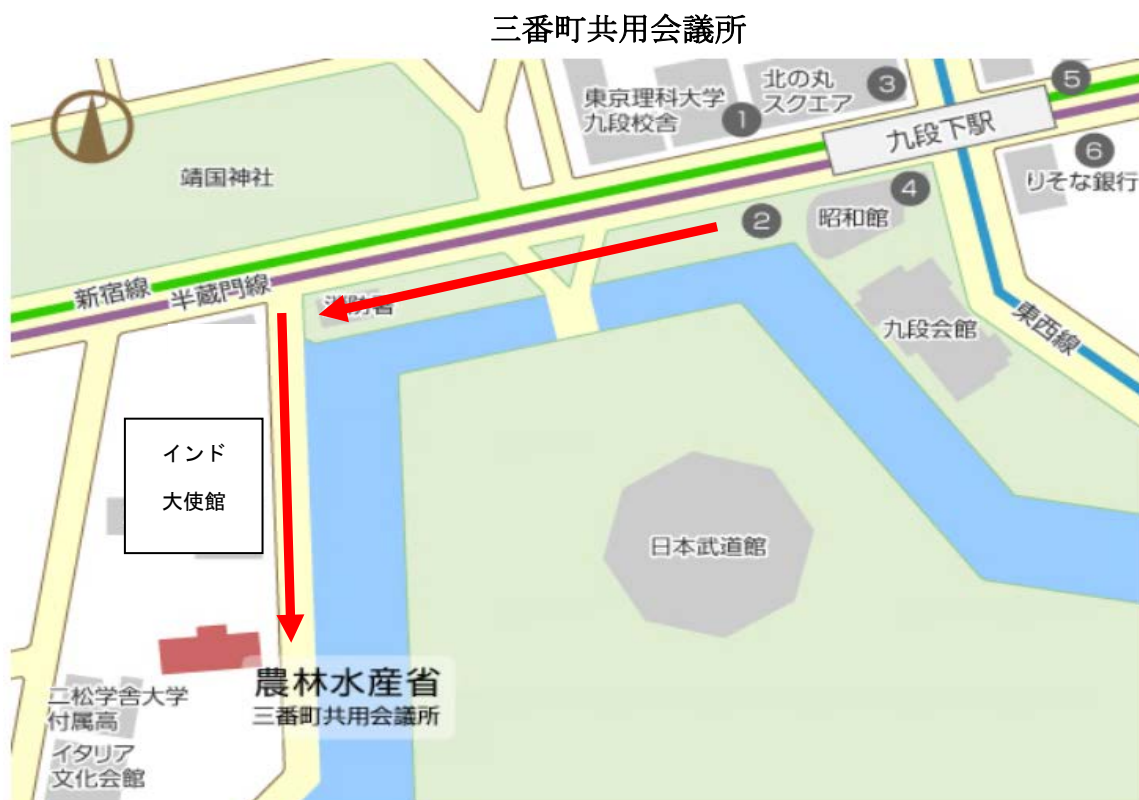 三番町共用会議所
東京理科大学
九段校舎
1
北の丸
スクエア
3
5
九段下駅
6
りそな銀行
靖国神社
4
昭和館
2
新宿線
半蔵門線
九段会館
東西線
インド
大使館
日本武道館
農林水産省
三番町共用会議所
二松学舎大学
付属高
イタリア
文化会館